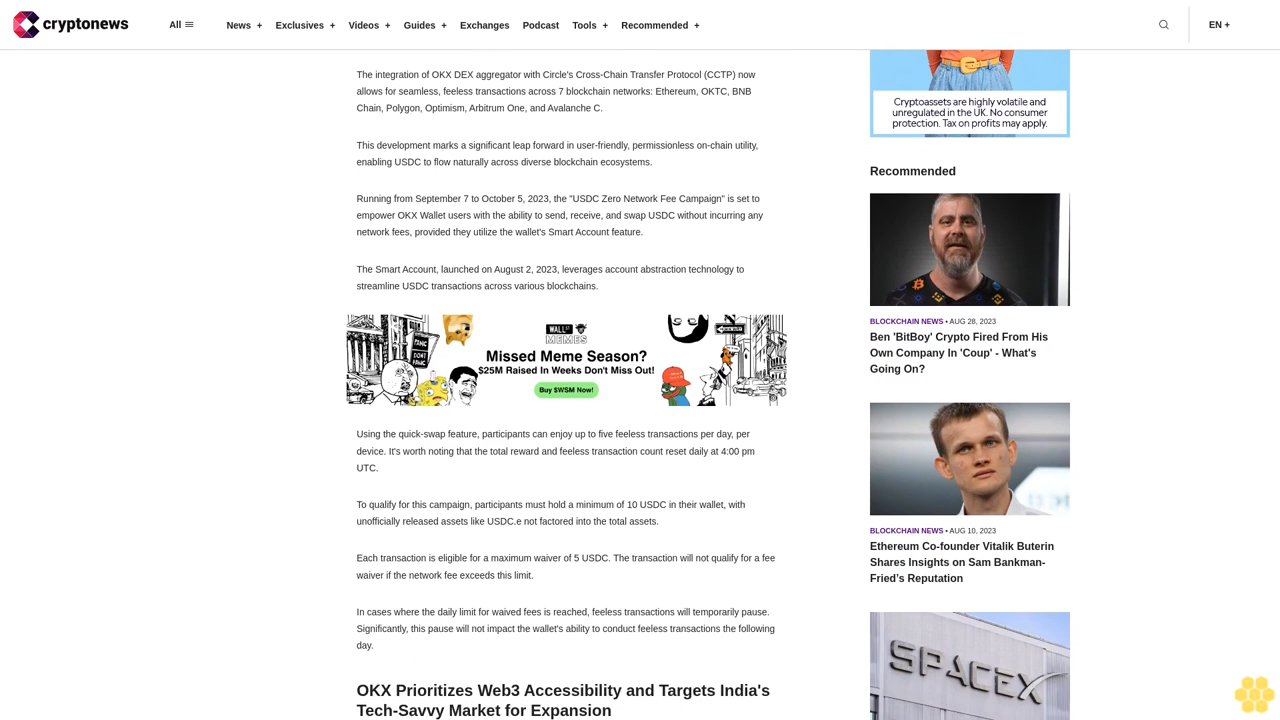 cryptonews
All
News +
Exclusives +
Videos +
Guides +
Exchanges
Podcast
Tools +
Recommended +
EN +
The integration of OKX DEX aggregator with Circle's Cross-Chain Transfer Protocol (CCTP) now
allows for seamless, feeless transactions across 7 blockchain networks: Ethereum, OKTC, BNB
Chain, Polygon, Optimism, Arbitrum One, and Avalanche C.
This development marks a significant leap forward in user-friendly, permissionless on-chain utility,
enabling USDC to flow naturally across diverse blockchain ecosystems.
Running from September 7 to October 5, 2023, the "USDC Zero Network Fee Campaign" is set to
empower OKX Wallet users with the ability to send, receive, and swap USDC without incurring any
network fees, provided they utilize the wallet's Smart Account feature.
The Smart Account, launched on August 2, 2023, leverages account abstraction technology to
streamline USDC transactions across various blockchains.
PANIC
DON'T
PANIC
WALL ST
MEMES
Missed Meme Season?
$25M Raised In Weeks Don't Miss Out!
Buy $WSM Now!
Using the quick-swap feature, participants can enjoy up to five feeless transactions per day, per
device. It's worth noting that the total reward and feeless transaction count reset daily at 4:00 pm
UTC.
To qualify for this campaign, participants must hold a minimum of 10 USDC in their wallet, with
unofficially released assets like USDC.e not factored into the total assets.
Each transaction is eligible for a maximum waiver of 5 USDC. The transaction will not qualify for a fee
waiver if the network fee exceeds this limit.
In cases where the daily limit for waived fees is reached, feeless transactions will temporarily pause.
Significantly, this pause will not impact the wallet's ability to conduct feeless transactions the following
day.
OKX Prioritizes Web3 Accessibility and Targets India's
Tech-Savvy Market for Expansion
Cryptoassets are highly volatile and
unregulated in the UK. No consumer
protection. Tax on profits may apply.
Recommended
BLOCKCHAIN NEWS • AUG 28, 2023
Ben 'BitBoy' Crypto Fired From His
Own Company In 'Coup' - What's
Going On?
BLOCKCHAIN NEWS • AUG 10, 2023
Ethereum Co-founder Vitalik Buterin
Shares Insights on Sam Bankman-
Fried's Reputation
SPACEX